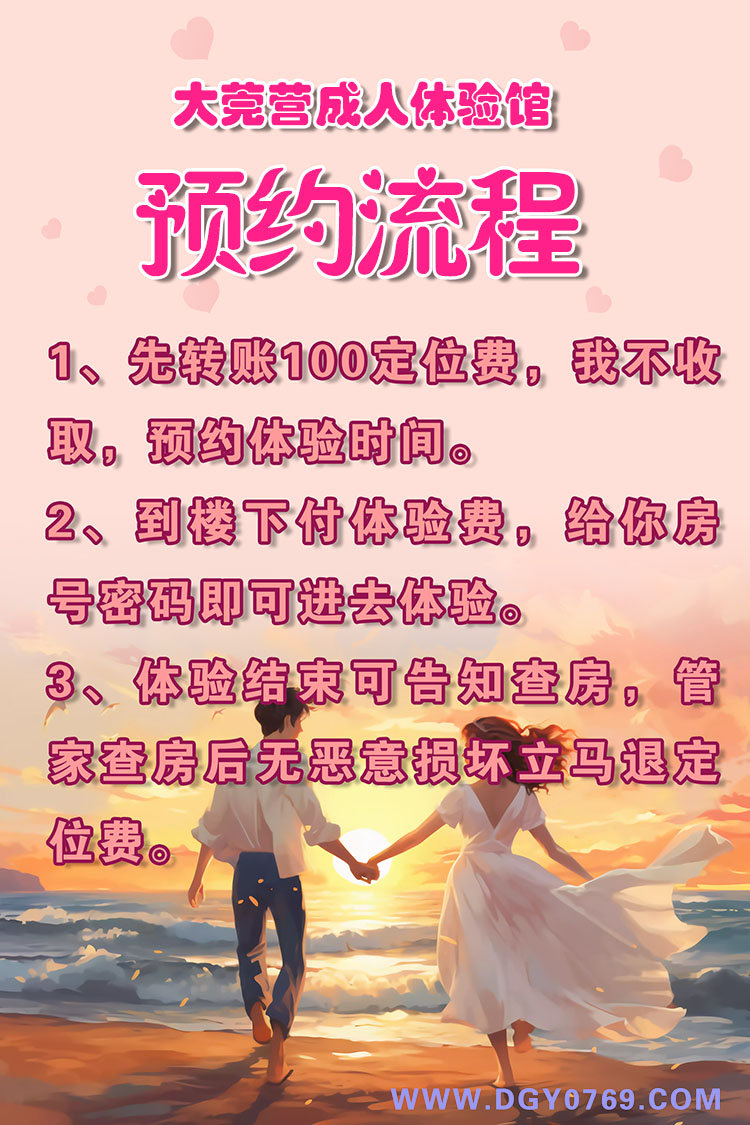 大莞营成人体验馆
预约流程
1、先转账100定位费，我不收
取，预约体验时间。
2、到楼下付体验费，给你房
号密码即可进去体验。
3、体验结束可告知查房，管
家查房后无恶意损坏立马退定
位费。
WWW.DGY0769.COM